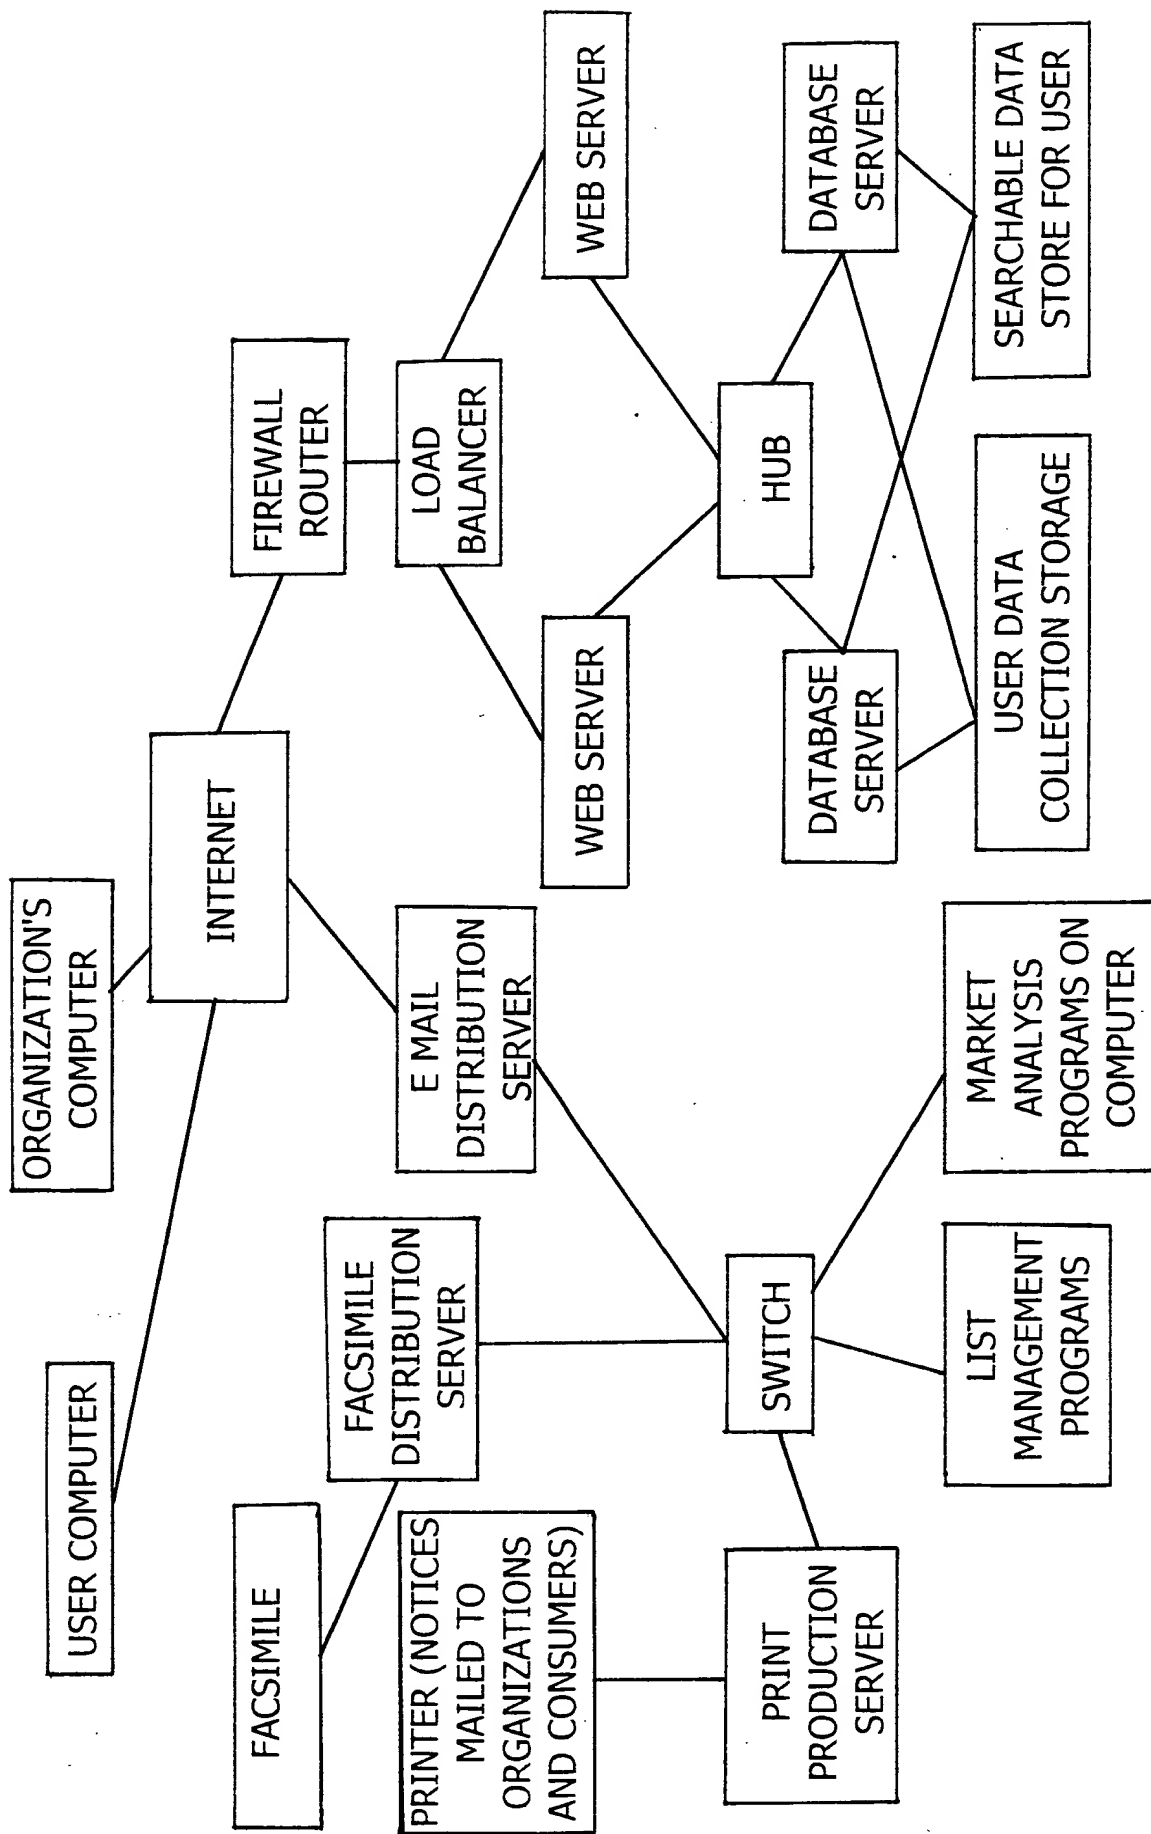 ORGANIZATION'S
COMPUTER
USER COMPUTER
INTERNET
FACSIMILE
FIREWALL
ROUTER
PRINTER (NOTICES
MAILED TO
ORGANIZATIONS
AND CONSUMERS)
FACSIMILE
DISTRIBUTION
SERVER
E MAIL
DISTRIBUTION
SERVER
LOAD
BALANCER
WEB SERVER
WEB SERVER
PRINT
PRODUCTION
SERVER
SWITCH
HUB
DATABASE
SERVER
DATABASE
SERVER
LIST
MANAGEMENT
PROGRAMS
MARKET
ANALYSIS
PROGRAMS ON
COMPUTER
USER DATA
COLLECTION STORAGE
SEARCHABLE DATA
STORE FOR USER